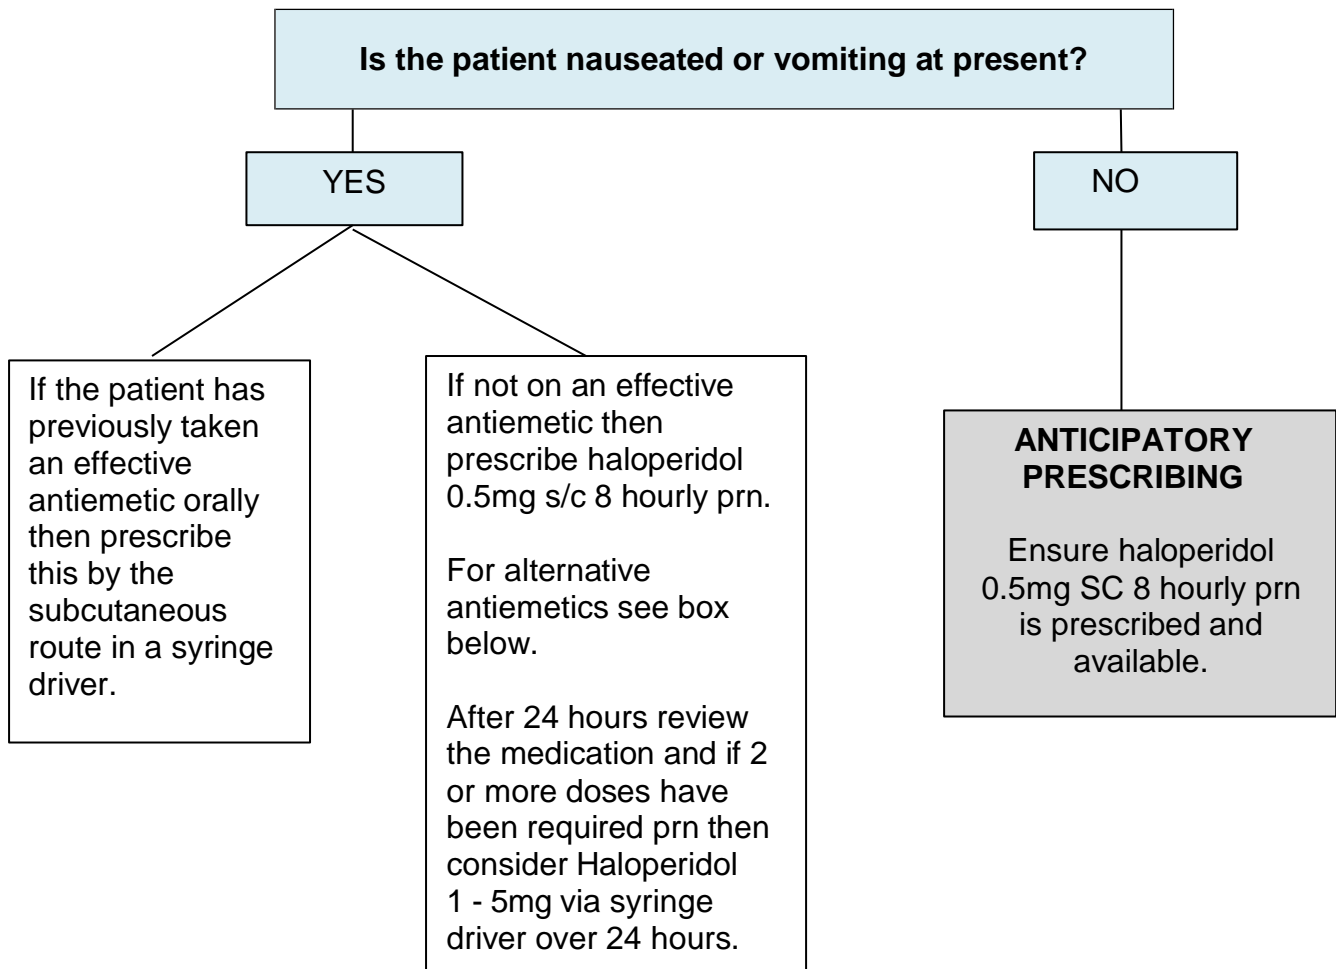 Is the patient nauseated or vomiting at present?
YES
NO
If the patient has
previously taken
an effective
antiemetic orally
then prescribe
this by the
subcutaneous
route in a syringe
driver.
If not on an effective
antiemetic then
prescribe haloperidol
0.5mg s/c 8 hourly prn.
For alternative
antiemetics see box
below.
After 24 hours review
the medication and if 2
or more doses have
been required prn then
consider Haloperidol
1 - 5mg via syringe
driver over 24 hours.
ANTICIPATORY
PRESCRIBING
Ensure haloperidol
0.5mg SC 8 hourly prn
is prescribed and
available.